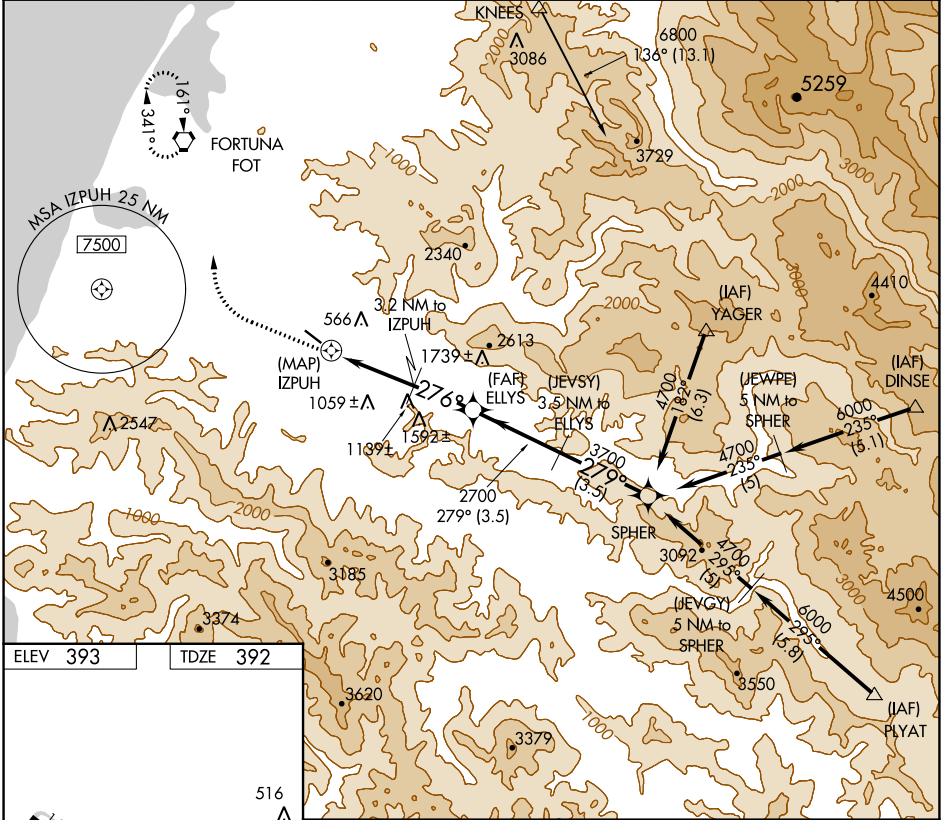 KNEES
3086
6800
136° (13.1)
5259
2000
161°
341°
FORTUNA
FOT
1000
3729
3000
2000
MSA IZPUH 25 NM
7500
2340
3000
4410
2000
(IAF)
YAGER
566
3.2 NM to
IZPUH
2613
1739 ±
(MAP)
IZPUH
276°
(FAF)
ELLYS
(JEVSY)
3.5 NM to
ELLYS
4700
182°
(6.3)
(JEWPE)
5 NM to
SPHER
(IAF)
DINSE
1059 ±
6000
235°
(5.1)
2547
1139±
1592 ±
3700
279°
(3.5)
4700
235°
(5)
2700
279° (3.5)
1000
2000
SPHER
3092
4700
295°
(5)
3185
3000
4500
6000
295°
(5.8)
(JEVGY)
5 NM to
SPHER
3374
ELEV 393
TDZE 392
3550
3620
1000
(IAF)
PLYAT
3379
516